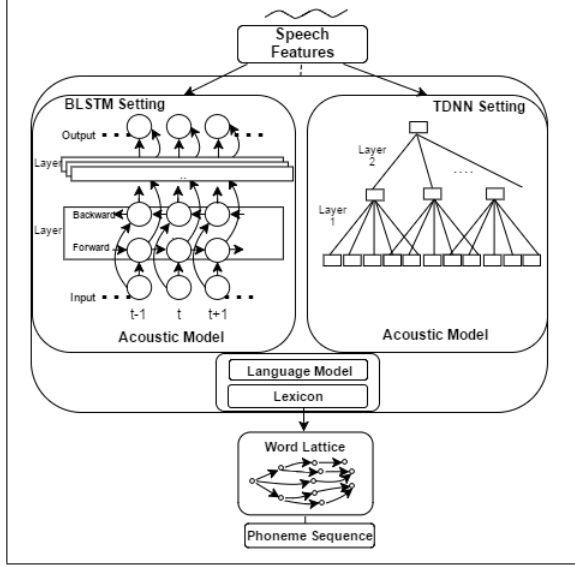 Speech
Features
BLSTM Setting
TDNN Setting
Output
Layer
..
Layer
2
....
Backward
Layer
Layer
1
Forward
Input
t-1 t t+1
Acoustic Model
Acoustic Model
Language Model
Lexicon
Word Lattice
Phoneme Sequence